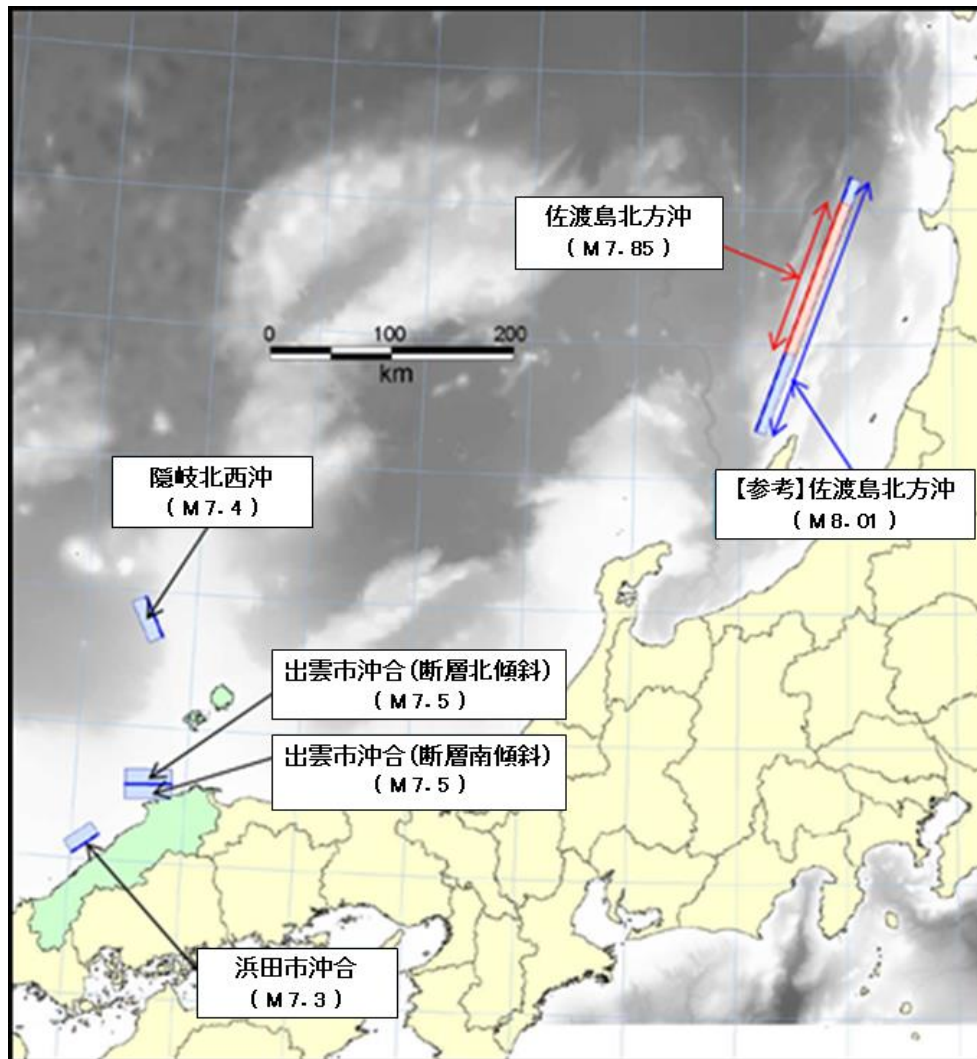 佐渡島北方沖
（M7.85）
0 100 200
km
隠岐北西沖
（M7.4）
【参考】佐渡島北方沖
（M8.01）
出雲市沖合（断層北傾斜）
（M7.5）
出雲市沖合（断層南傾斜）
（M7.5）
浜田市沖合
（M7.3）